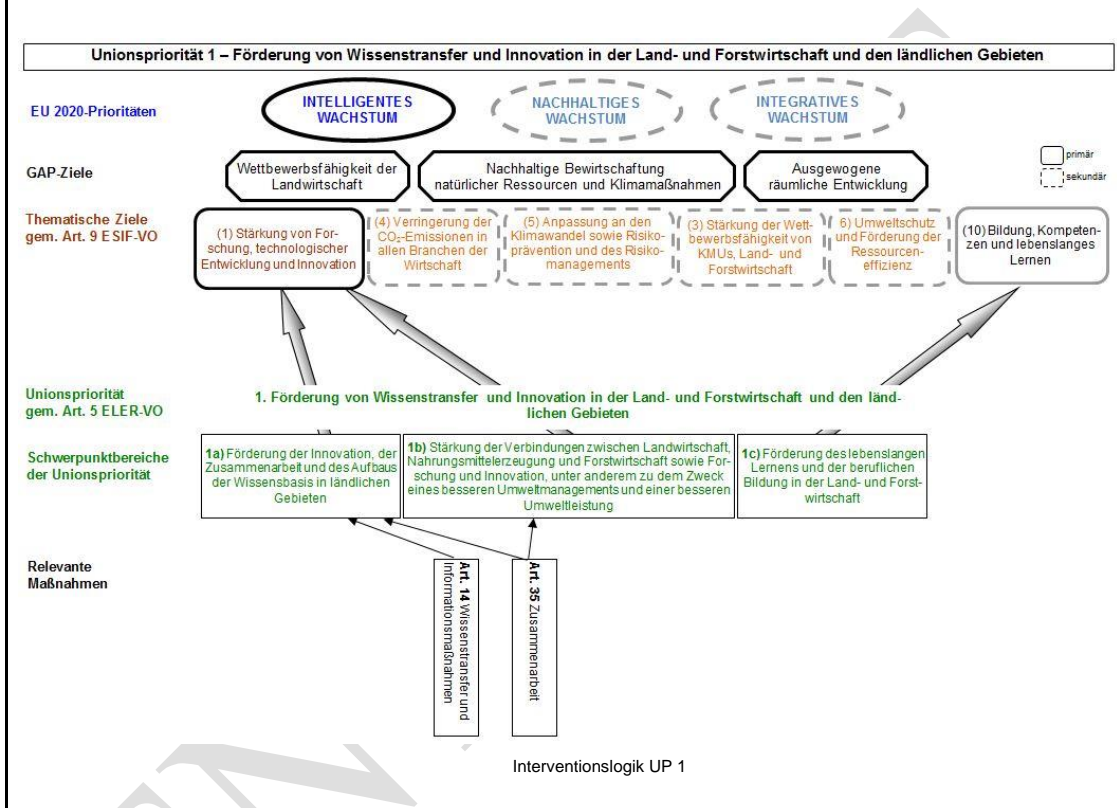 Unionspriorität 1 – Förderung von Wissenstransfer und Innovation in der Land- und Forstwirtschaft und den ländlichen Gebieten
EU 2020-Prioritäten
INTELLIGENTES
WACHSTUM
NACHHALTIGES
WACHSTUM
INTEGRATIVES
WACHSTUM
GAP-Ziele
Wettbewerbsfähigkeit der
Landwirtschaft
Nachhaltige Bewirtschaftung
natürlicher Ressourcen und Klimamaßnahmen
Ausgewogene
räumliche Entwicklung
primär
sekundär
Thematische Ziele
gem. Art. 9 ESIF-VO
(1) Stärkung von For-
schung, technologischer
Entwicklung und Innovation
(4) Verringerung der
CO₂-Emissionen in
allen Branchen der
Wirtschaft
(5) Anpassung an den
Klimawandel sowie Risiko-
prävention und des Risiko-
managements
(3) Stärkung der Wett-
bewerbsfähigkeit von
KMUs, Land- und
Forstwirtschaft
6) Umweltschutz
und Förderung der
Ressourcen-
effizienz
(10) Bildung, Kompeten-
zen und lebenslanges
Lernen
Unionspriorität
gem. Art. 5 ELER-VO
1. Förderung von Wissenstransfer und Innovation in der Land- und Forstwirtschaft und den länd-
lichen Gebieten
Schwerpunktbereiche
der Unionspriorität
1a) Förderung der Innovation, der
Zusammenarbeit und des Aufbaus
der Wissensbasis in ländlichen
Gebieten
1b) Stärkung der Verbindungen zwischen Landwirtschaft,
Nahrungsmittelerzeugung und Forstwirtschaft sowie For-
schung und Innovation, unter anderem zu dem Zweck
eines besseren Umweltmanagements und einer besseren
Umweltleistung
1c) Förderung des lebenslangen
Lernens und der beruflichen
Bildung in der Land- und Forst-
wirtschaft
Relevante
Maßnahmen
Art. 14 Wissenstransfer und
Informationsmaßnahmen
Art. 35 Zusammenarbeit
Interventionslogik UP 1